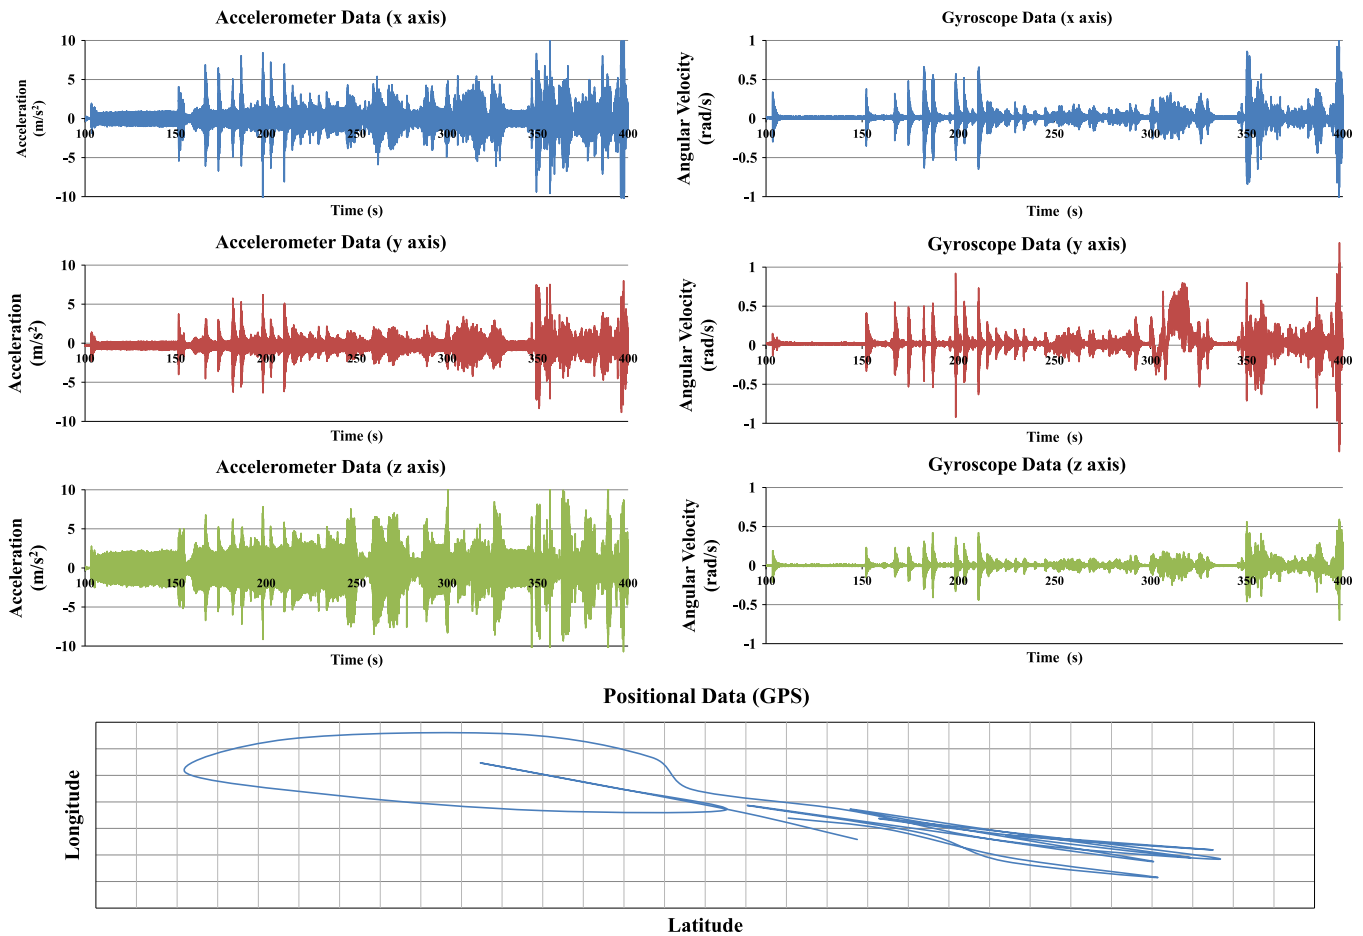 Accelerometer Data (x axis)
10
5
0
-5
-10
100 150 200 250 300 350 400
Acceleration
(m/s²)
Time (s)
Gyroscope Data (x axis)
1
0.5
0
-0.5
-1
100 150 200 250 300 350 400
Angular Velocity
(rad/s)
Time (s)
Accelerometer Data (y axis)
10
5
0
-5
-10
100 150 200 250 300 350 400
Acceleration
(m/s²)
Time (s)
Gyroscope Data (y axis)
1
0.5
0
-0.5
-1
100 150 200 250 300 350 400
Angular Velocity
(rad/s)
Time (s)
Accelerometer Data (z axis)
10
5
0
-5
-10
100 150 200 250 300 350 400
Acceleration
(m/s²)
Time (s)
Gyroscope Data (z axis)
1
0.5
0
-0.5
-1
100 150 200 250 300 350 400
Angular Velocity
(rad/s)
Time (s)
Positional Data (GPS)
Longitude
Latitude